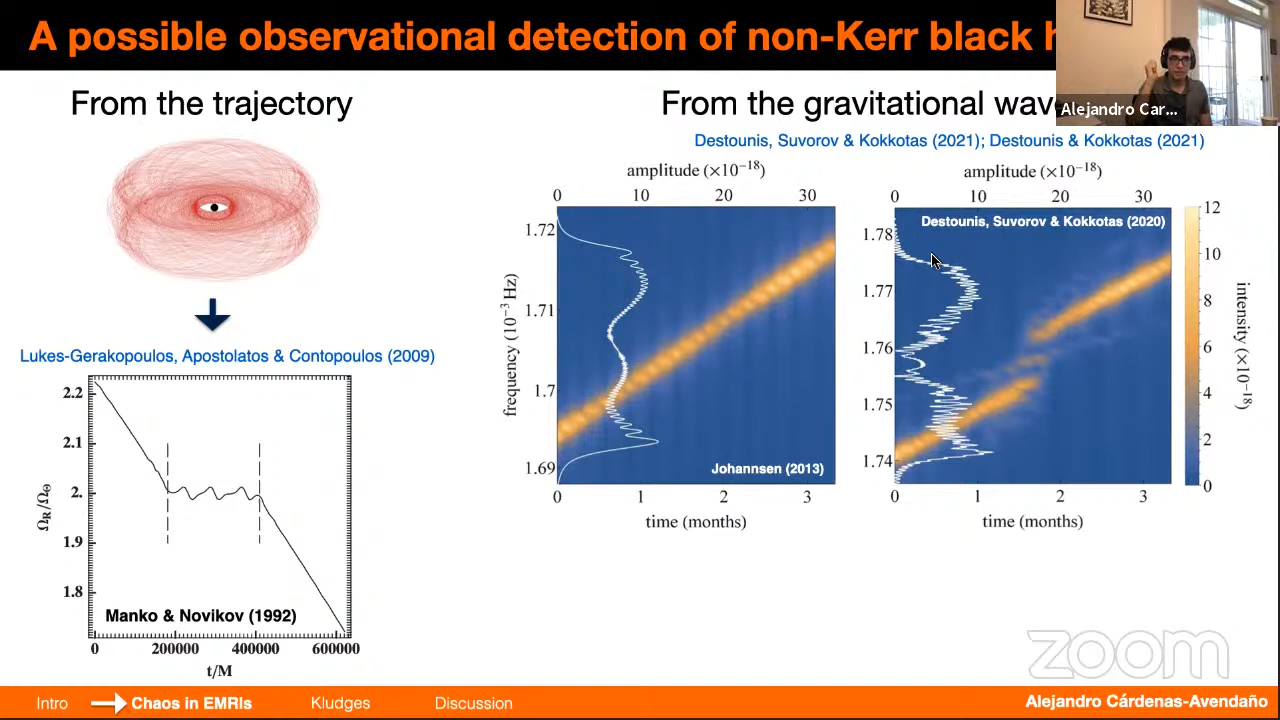 A possible observational detection of non-Kerr black h
Alejandro Cár...
From the trajectory
Lukes-Gerakopoulos, Apostolatos & Contopoulos (2009)
2.2
2.1
2.
1.9
1.8
Ω_R/Ω_Θ
Manko & Novikov (1992)
0 200000 400000 600000
t/M
From the gravitational wav
Destounis, Suvorov & Kokkotas (2021); Destounis & Kokkotas (2021)
amplitude (×10⁻¹⁸)
0 10 30
1.72
1.71
1.7
1.69
frequency (10⁻³ Hz)
Johannsen (2013)
0 1 2 3
time (months)
amplitude (×10⁻¹⁸)
0 10 20 30
Destounis, Suvorov & Kokkotas (2020)
1.78
1.77
1.76
1.75
1.74
0 1 2 3
time (months)
12
10
8
6
4
2
0
intensity (×10⁻¹⁸)
zoom
Intro Chaos in EMRIs Kludges Discussion Alejandro Cárdenas-Avendaño